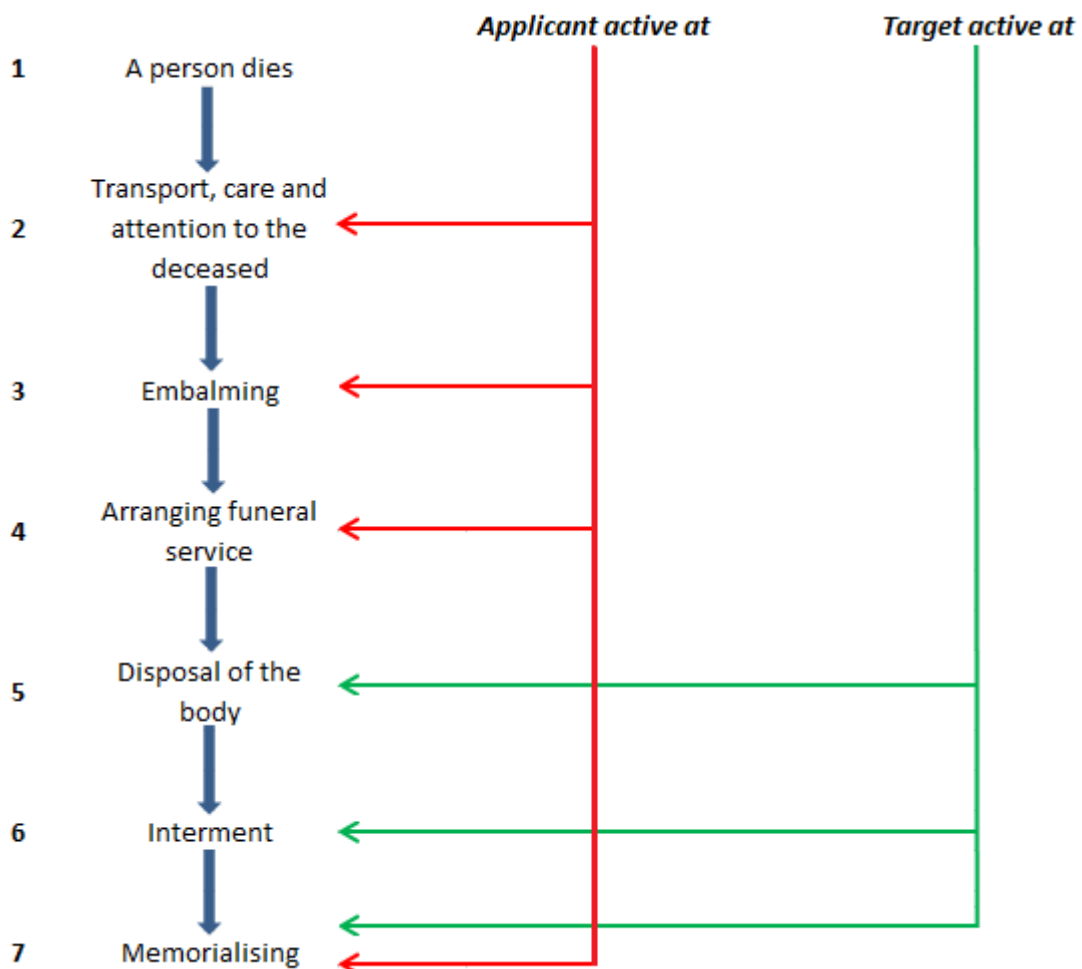 Applicant active at Target active at
1 A person dies
Transport, care and
2 attention to the
deceased
3 Embalming
Arranging funeral
4 service
Disposal of the
5 body
6 Interment
7 Memorialising